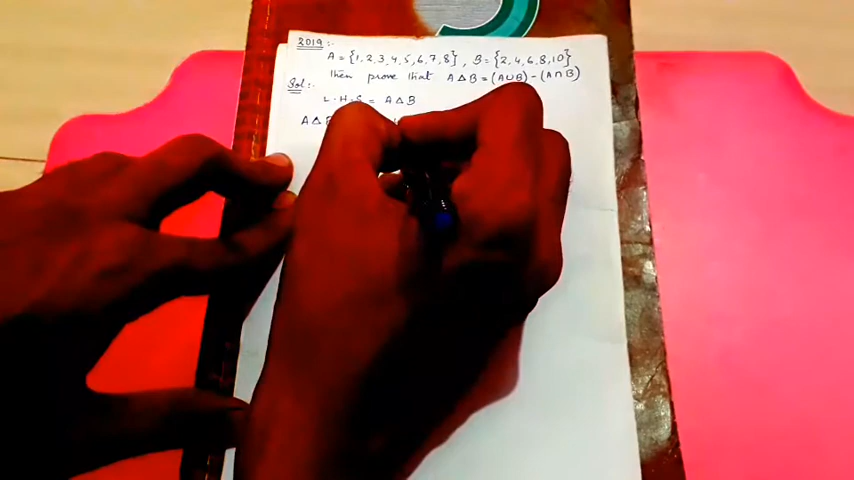 2019 :-
A = {1,2,3,4,5,6,7,8}, B = {2,4,6,8,10}
then prove that A Δ B = (A∪B) - (A∩B)
Sol :-
L.H.S = A Δ B
A Δ